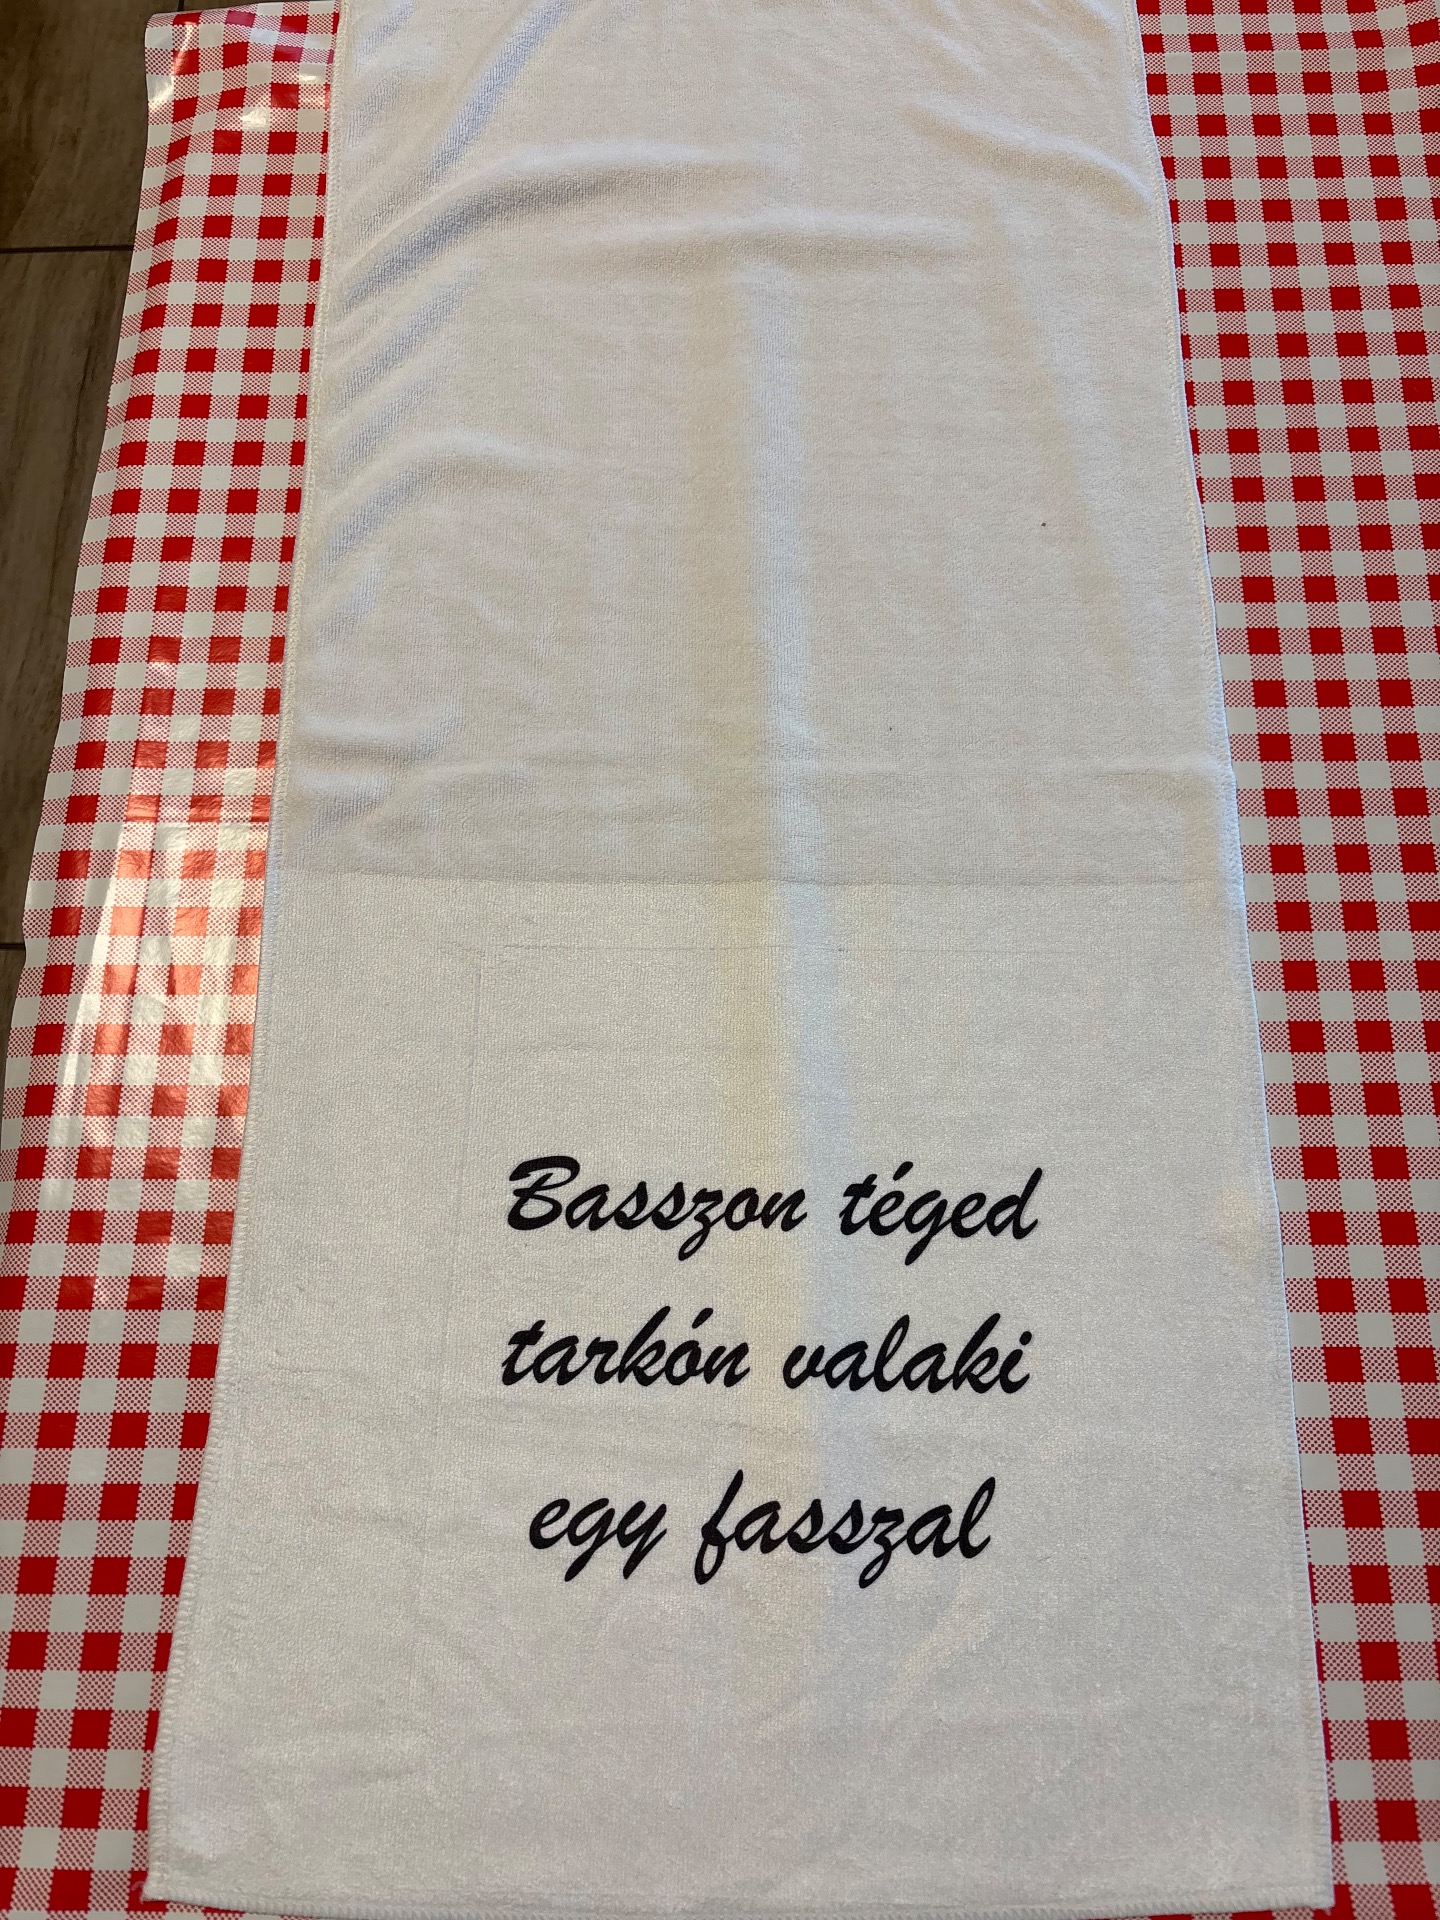 Basszon téged
tarkón valaki
egy fasszal